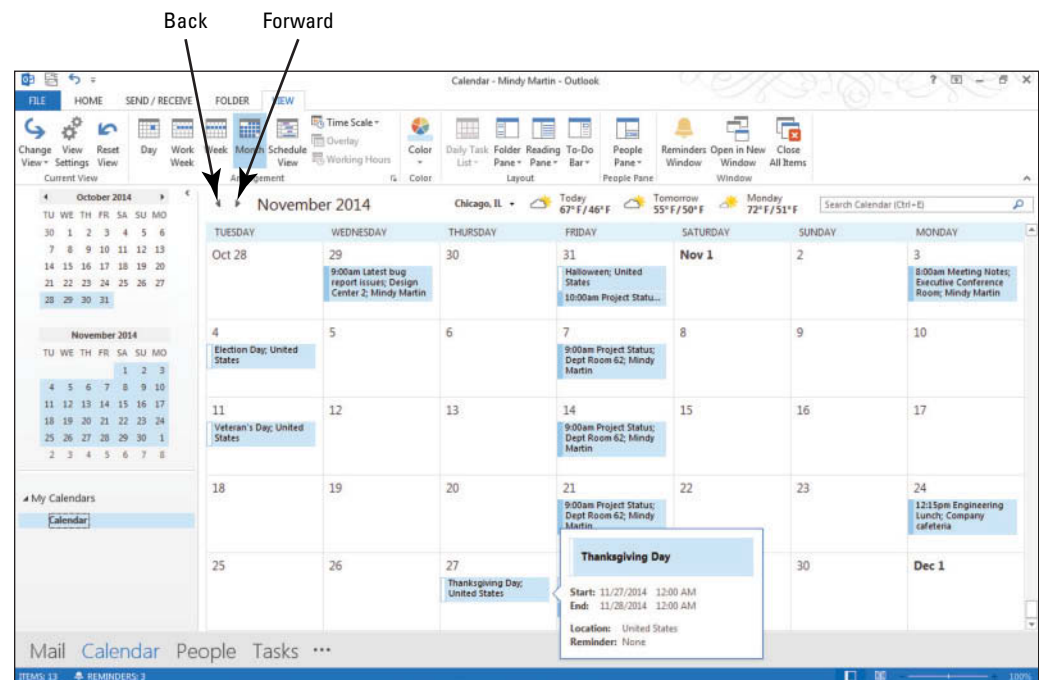 Back Forward
Calendar - Mindy Martin - Outlook
FILE HOME SEND / RECEIVE FOLDER VIEW
Change View View Settings Reset View Day Work Week Week Month Schedule View
Time Scale
Overlay
Working Hours
Color
Daily Task List Folder Pane Reading Pane To-Do Bar People Pane Reminders Window Open in New Window Close All Items
Current View Arrangement Color Layout People Pane Window
October 2014
TU WE TH FR SA SU MO
30 1 2 3 4 5 6
7 8 9 10 11 12 13
14 15 16 17 18 19 20
21 22 23 24 25 26 27
28 29 30 31
November 2014
TU WE TH FR SA SU MO
1 2 3
4 5 6 7 8 9 10
11 12 13 14 15 16 17
18 19 20 21 22 23 24
25 26 27 28 29 30 1
2 3 4 5 6 7 8
My Calendars
Calendar
November 2014
Chicago, IL
Today
67°F/46°F
Tomorrow
55°F/50°F
Monday
72°F/51°F
Search Calendar (Ctrl+E)
TUESDAY WEDNESDAY THURSDAY FRIDAY SATURDAY SUNDAY MONDAY
Oct 28 29 30 31 Nov 1 2 3
9:00am Latest bug
report issues; Design
Center 2; Mindy Martin
Halloween; United
States
10:00am Project Statu...
8:00am Meeting Notes;
Executive Conference
Room; Mindy Martin
4 5 6 7 8 9 10
Election Day; United
States
9:00am Project Status;
Dept Room 62; Mindy
Martin
11 12 13 14 15 16 17
Veteran's Day; United
States
9:00am Project Status;
Dept Room 62; Mindy
Martin
18 19 20 21 22 23 24
9:00am Project Status;
Dept Room 62; Mindy
Martin
12:15pm Engineering
Lunch; Company
cafeteria
25 26 27 30 Dec 1
Thanksgiving Day;
United States
Thanksgiving Day
Start: 11/27/2014 12:00 AM
End: 11/28/2014 12:00 AM
Location: United States
Reminder: None
Mail Calendar People Tasks ...
ITEMS: 13 REMINDERS: 3 100%